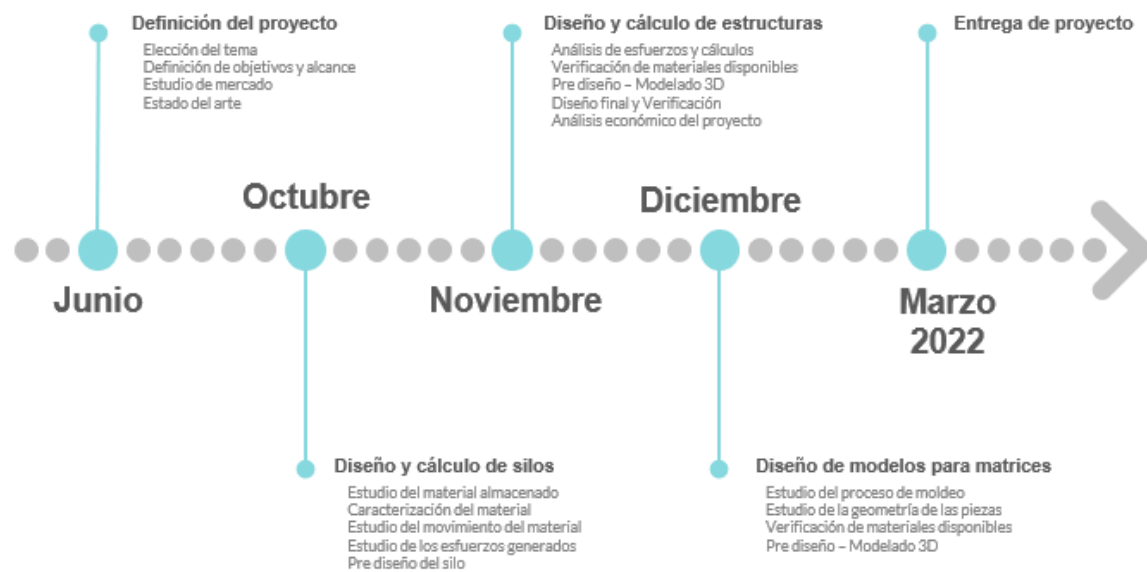 Definición del proyecto
Elección del tema
Definición de objetivos y alcance
Estudio de mercado
Estado del arte
Diseño y cálculo de estructuras
Análisis de esfuerzos y cálculos
Verificación de materiales disponibles
Pre diseño – Modelado 3D
Diseño final y Verificación
Análisis económico del proyecto
Entrega de proyecto
Octubre
Diciembre
Junio
Noviembre
Marzo
2022
Diseño y cálculo de silos
Estudio del material almacenado
Caracterización del material
Estudio del movimiento del material
Estudio de los esfuerzos generados
Pre diseño del silo
Diseño de modelos para matrices
Estudio del proceso de moldeo
Estudio de la geometría de las piezas
Verificación de materiales disponibles
Pre diseño – Modelado 3D